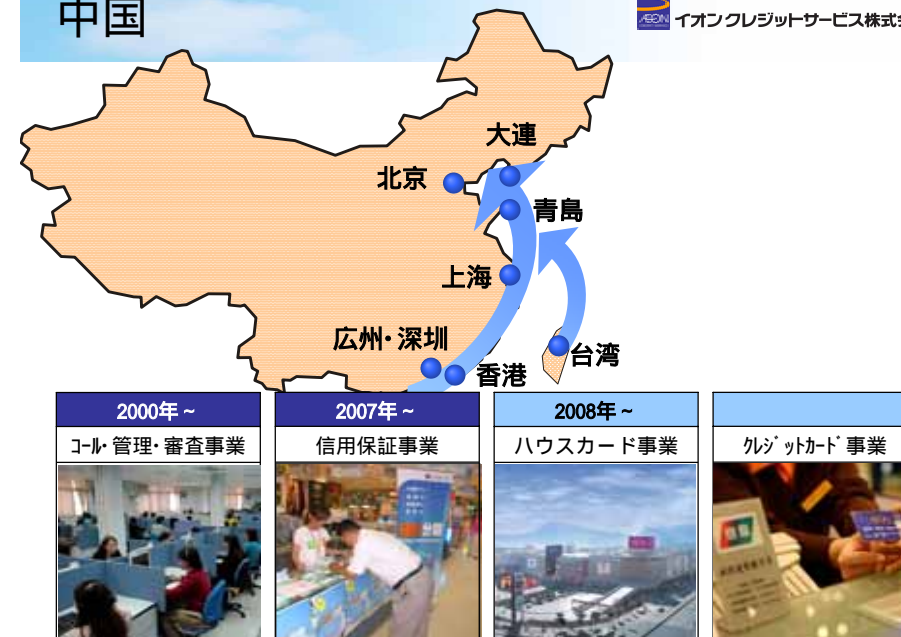 中国
AEON イオンクレジットサービス株式
大連
北京
青島
上海
広州・深圳
香港
台湾
2000年~
2007年~
2008年~
ｺｰﾙ・管理・審査事業
信用保証事業
ハウスカード事業
ｸﾚｼﾞｯﾄｶｰﾄﾞ事業